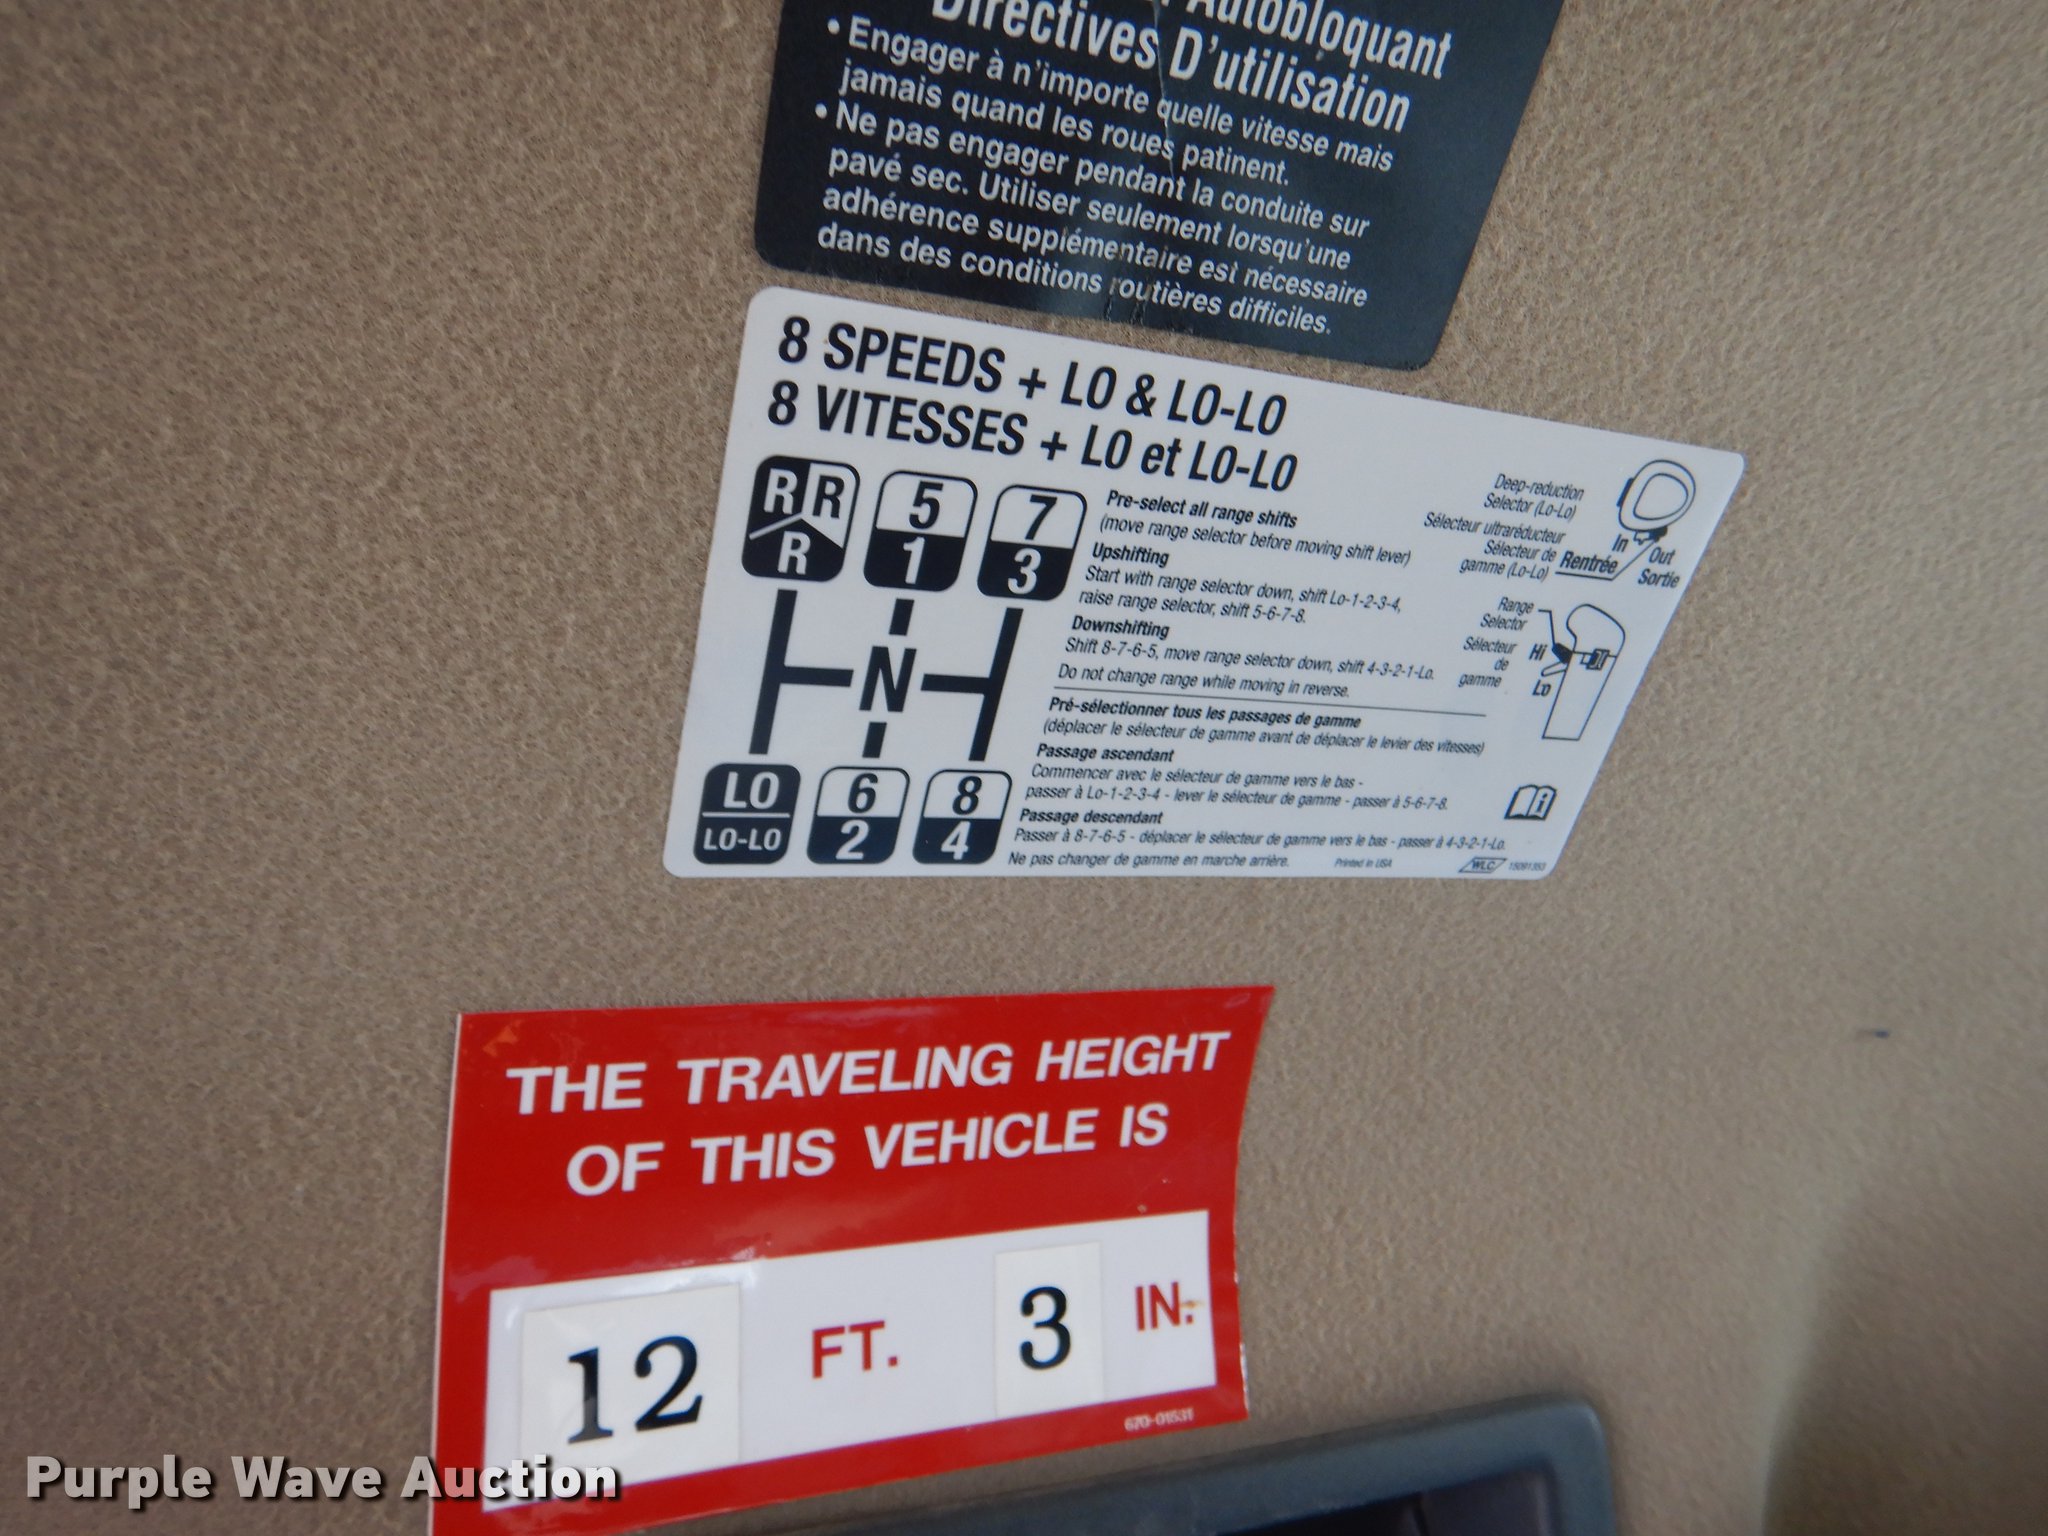 Autobloquant
Directives D'utilisation
• Engager à n'importe quelle vitesse mais
jamais quand les roues patinent.
• Ne pas engager pendant la conduite sur
pavé sec. Utiliser seulement lorsqu'une
adhérence supplémentaire est nécessaire
dans des conditions routières difficiles.
8 SPEEDS + LO & LO-LO
8 VITESSES + LO et LO-LO
R R R
5 1
7 3
N
LO LO-LO
6 2
8 4
Pre-select all range shifts
(move range selector before moving shift lever)
Upshifting
Start with range selector down, shift Lo-1-2-3-4,
raise range selector, shift 5-6-7-8.
Downshifting
Shift 8-7-6-5, move range selector down, shift 4-3-2-1-Lo.
Do not change range while moving in reverse.
Pré-sélectionner tous les passages de gamme
(déplacer le sélecteur de gamme avant de déplacer le levier des vitesses)
Passage ascendant
Commencer avec le sélecteur de gamme vers le bas -
passer à Lo-1-2-3-4 - lever le sélecteur de gamme - passer à 5-6-7-8.
Passage descendant
Passer à 8-7-6-5 - déplacer le sélecteur de gamme vers le bas - passer à 4-3-2-1-Lo.
Ne pas changer de gamme en marche arrière.
Printed in USA
WLC
15091353
Deep-reduction
Selector (Lo-Lo)
Sélecteur ultraréducteur
Sélecteur de
gamme (Lo-Lo)
In
Rentrée
Out
Sortie
Range
Selector
Sélecteur
de
gamme
Hi
Lo
THE TRAVELING HEIGHT
OF THIS VEHICLE IS
12 FT. 3 IN.
670-01531
Purple Wave Auction